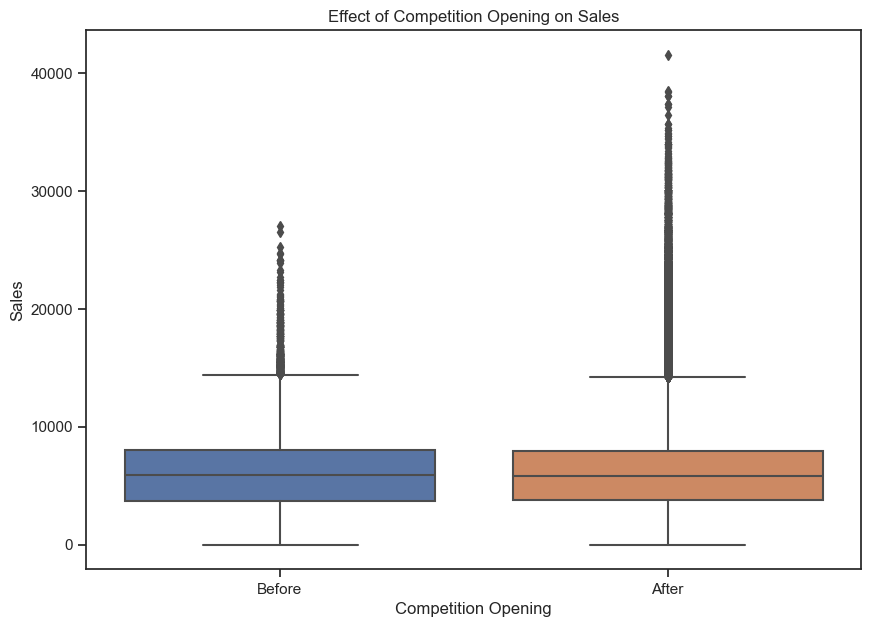 Effect of Competition Opening on Sales
40000
30000
20000
10000
0
Sales
Before
After
Competition Opening